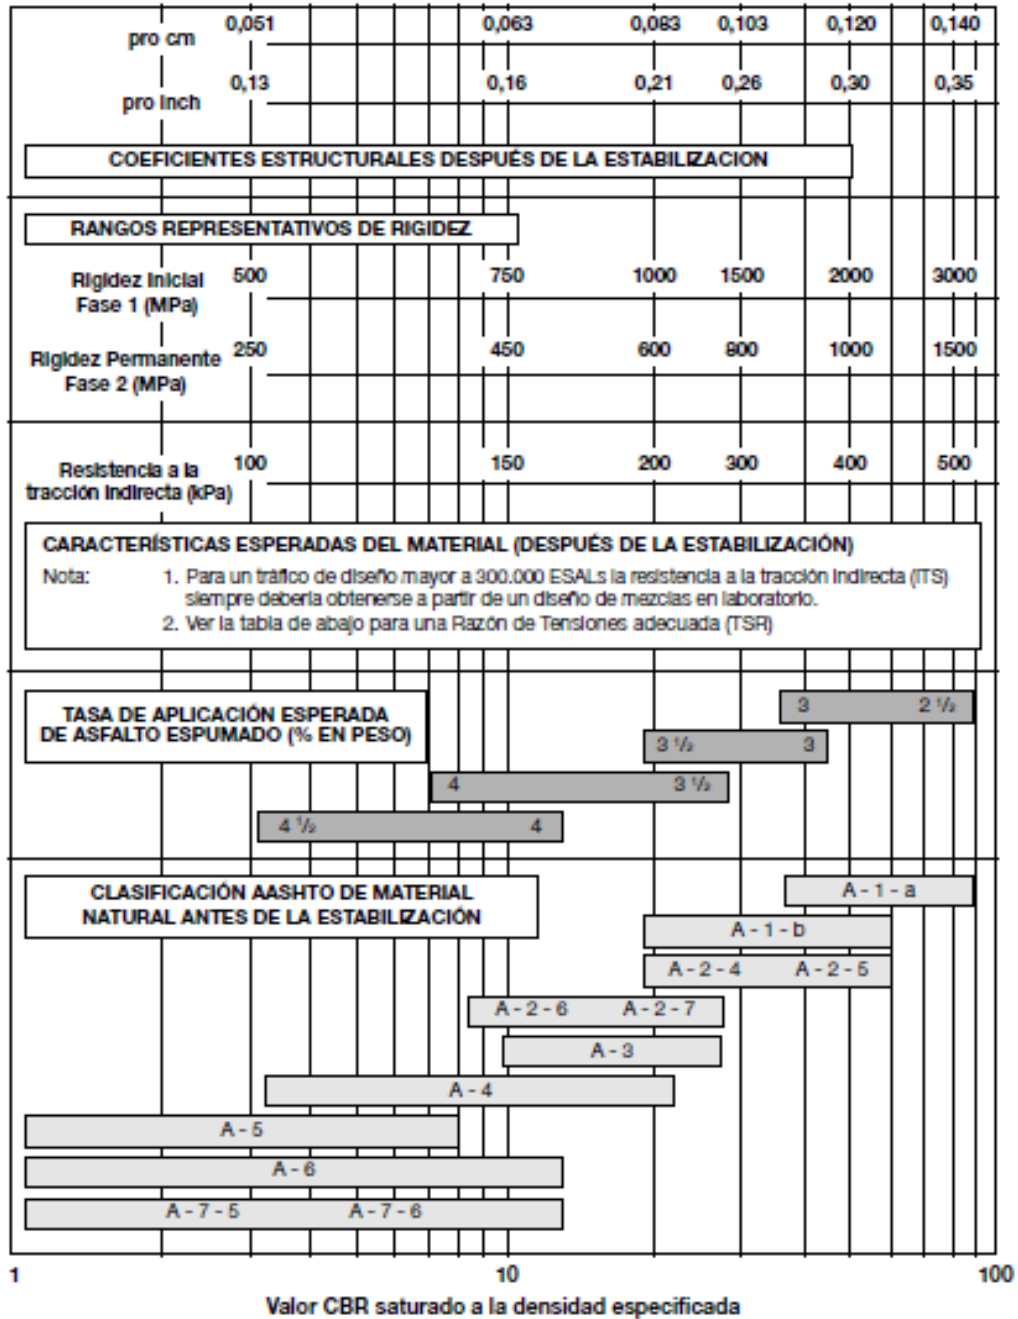 0,051 0,063 0,083 0,103 0,120 0,140
pro cm
0,13 0,16 0,21 0,26 0,30 0,35
pro Inch
COEFICIENTES ESTRUCTURALES DESPUÉS DE LA ESTABILIZACION
RANGOS REPRESENTATIVOS DE RIGIDEZ
Rigidez Inicial 500 750 1000 1500 2000 3000
Fase 1 (MPa)
Rigidez Permanente 250 450 600 800 1000 1500
Fase 2 (MPa)
Resistencia a la 100 150 200 300 400 500
tracción Indirecta (kPa)
CARACTERÍSTICAS ESPERADAS DEL MATERIAL (DESPUÉS DE LA ESTABILIZACIÓN)
Nota: 1. Para un tráfico de diseño mayor a 300.000 ESALs la resistencia a la tracción Indirecta (ITS)
siempre debería obtenerse a partir de un diseño de mezclas en laboratorio.
2. Ver la tabla de abajo para una Razón de Tensiones adecuada (TSR)
TASA DE APLICACIÓN ESPERADA
DE ASFALTO ESPUMADO (% EN PESO)
3 2 ½
3 ½ 3
4 3 ½
4 ½ 4
CLASIFICACIÓN AASHTO DE MATERIAL
NATURAL ANTES DE LA ESTABILIZACIÓN
A - 1 - a
A - 1 - b
A - 2 - 4 A - 2 - 5
A - 2 - 6 A - 2 - 7
A - 3
A - 4
A - 5
A - 6
A - 7 - 5 A - 7 - 6
1 10 100
Valor CBR saturado a la densidad especificada